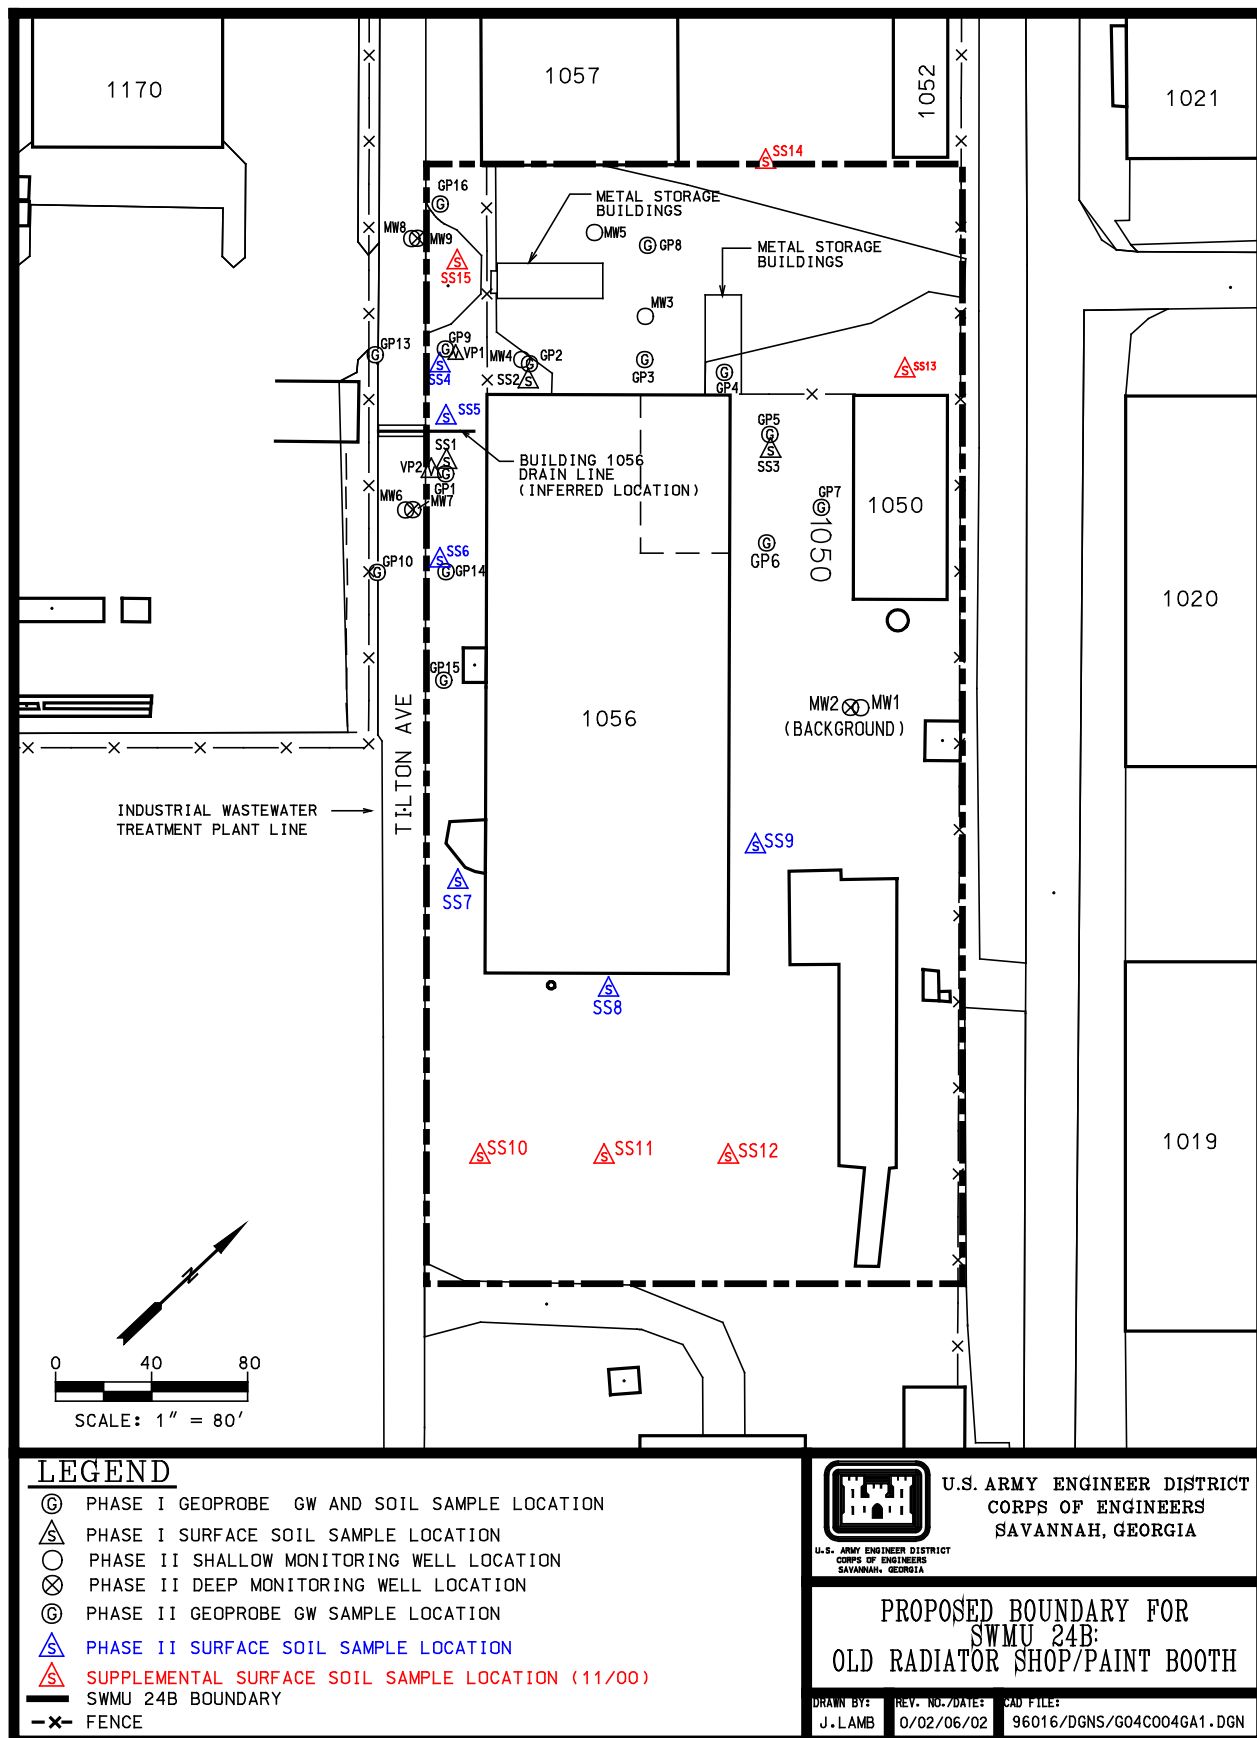 1170
1057
1052
1021
SS14
GP16
METAL STORAGE
BUILDINGS
MW8
MW9
MW5
GP8
METAL STORAGE
BUILDINGS
SS15
MW3
GP13
GP9
VP1
MW4
GP2
SS4
SS2
GP3
GP4
SS13
SS5
GP5
SS1
BUILDING 1056
DRAIN LINE
(INFERRED LOCATION)
VP2
GP1
SS3
MW6
MW7
GP7
1050
1050
SS6
GP6
GP10
GP14
1020
GP15
1056
MW2
MW1
(BACKGROUND)
TILTON AVE
INDUSTRIAL WASTEWATER
TREATMENT PLANT LINE
SS9
SS7
SS8
SS10
SS11
SS12
1019
N
0 40 80
SCALE: 1" = 80'
LEGEND
G PHASE I GEOPROBE GW AND SOIL SAMPLE LOCATION
S PHASE I SURFACE SOIL SAMPLE LOCATION
PHASE II SHALLOW MONITORING WELL LOCATION
PHASE II DEEP MONITORING WELL LOCATION
G PHASE II GEOPROBE GW SAMPLE LOCATION
S PHASE II SURFACE SOIL SAMPLE LOCATION
S SUPPLEMENTAL SURFACE SOIL SAMPLE LOCATION (11/00)
SWMU 24B BOUNDARY
FENCE
U.S. ARMY ENGINEER DISTRICT
CORPS OF ENGINEERS
SAVANNAH, GEORGIA
U.S. ARMY ENGINEER DISTRICT
CORPS OF ENGINEERS
SAVANNAH, GEORGIA
PROPOSED BOUNDARY FOR
SWMU 24B:
OLD RADIATOR SHOP/PAINT BOOTH
DRAWN BY:
J.LAMB
REV. NO./DATE:
0/02/06/02
CAD FILE:
96016/DGNS/G04C004GA1.DGN